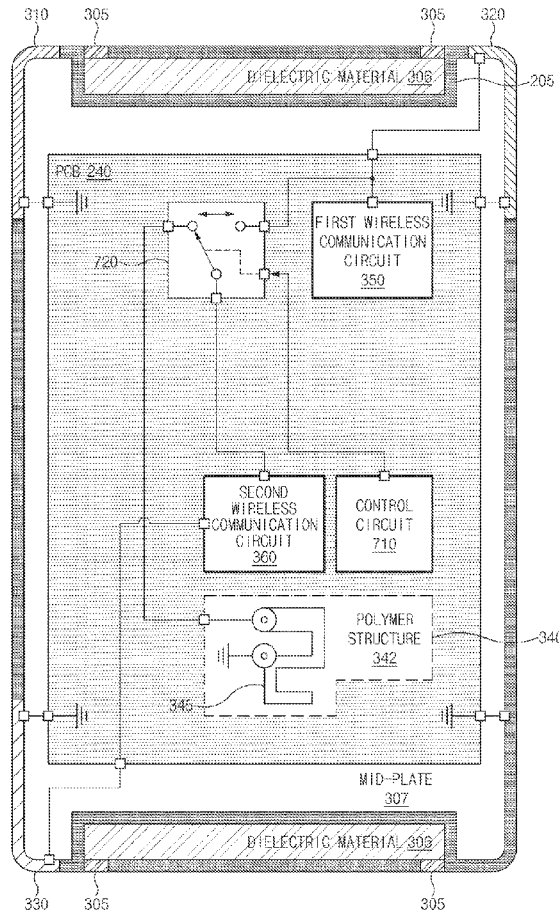 310
305
305
320
DIELECTRIC MATERIAL 306
205
PCB 240
FIRST WIRELESS
COMMUNICATION
CIRCUIT
350
720
SECOND
WIRELESS
COMMUNICATION
CIRCUIT
360
CONTROL
CIRCUIT
710
POLYMER
STRUCTURE
342
340
345
MID-PLATE
307
DIELECTRIC MATERIAL
330
305
305